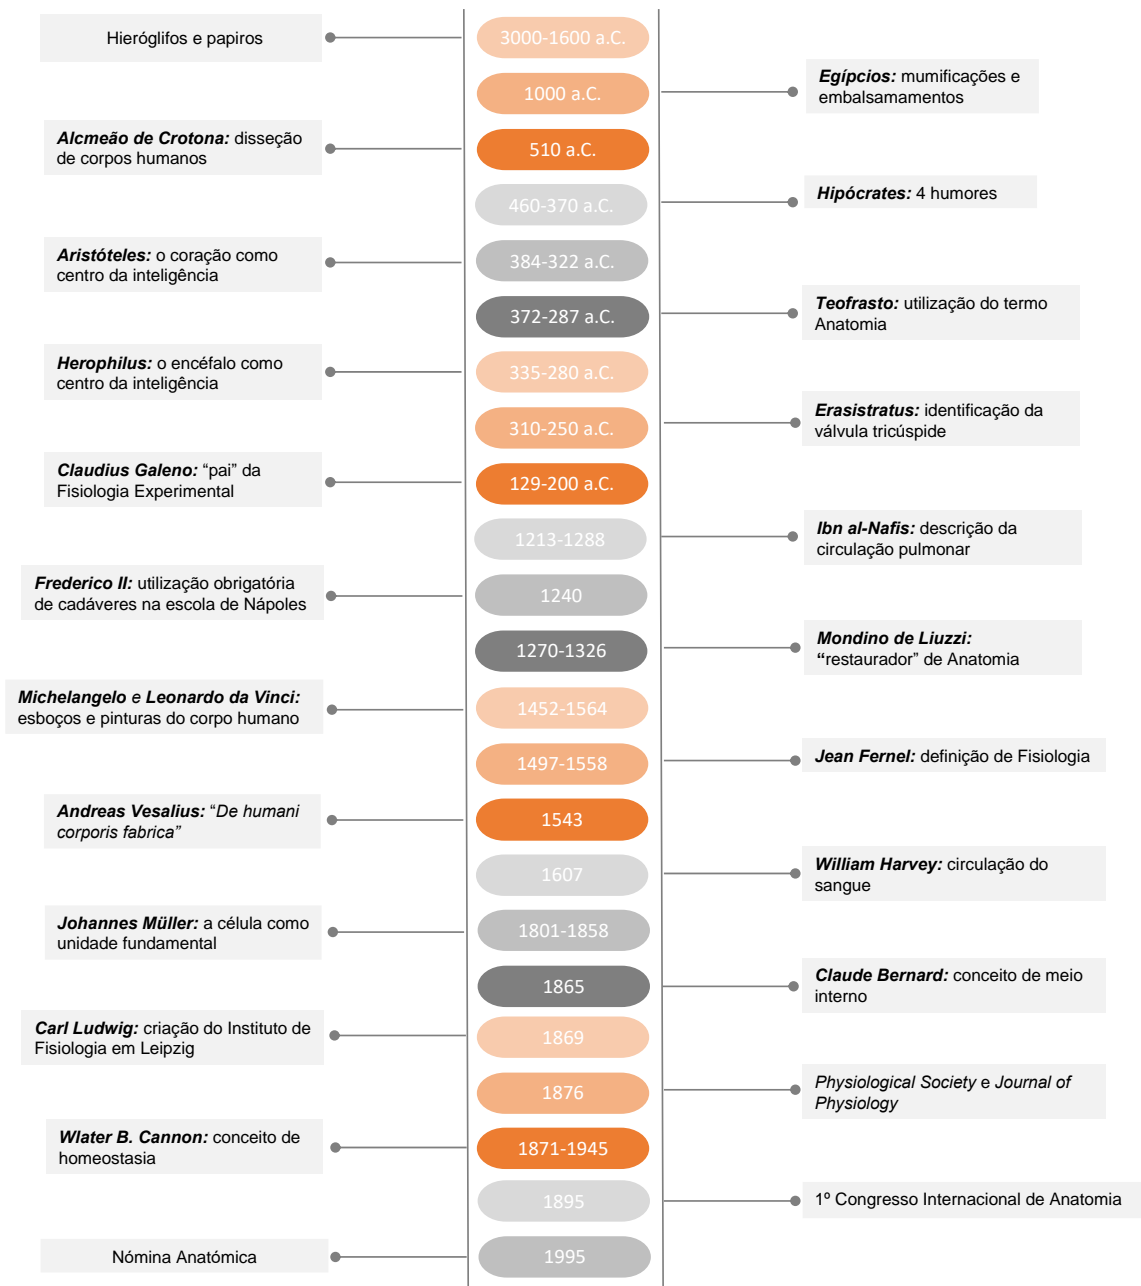 Hieróglifos e papiros
3000-1600 a.C.
1000 a.C.
Egípcios: mumificações e
embalsamamentos
Alcmeão de Crotona: disseção
de corpos humanos
510 a.C.
460-370 a.C.
Hipócrates: 4 humores
Aristóteles: o coração como
centro da inteligência
384-322 a.C.
372-287 a.C.
Teofrasto: utilização do termo
Anatomia
Herophilus: o encéfalo como
centro da inteligência
335-280 a.C.
310-250 a.C.
Erasistratus: identificação da
válvula tricúspide
Claudius Galeno: “pai” da
Fisiologia Experimental
129-200 a.C.
1213-1288
Ibn al-Nafis: descrição da
circulação pulmonar
Frederico II: utilização obrigatória
de cadáveres na escola de Nápoles
1240
1270-1326
Mondino de Liuzzi:
“restaurador” de Anatomia
Michelangelo e Leonardo da Vinci:
esboços e pinturas do corpo humano
1452-1564
1497-1558
Jean Fernel: definição de Fisiologia
Andreas Vesalius: “De humani
corporis fabrica”
1543
1607
William Harvey: circulação do
sangue
Johannes Müller: a célula como
unidade fundamental
1801-1858
1865
Claude Bernard: conceito de meio
interno
Carl Ludwig: criação do Instituto de
Fisiologia em Leipzig
1869
1876
Physiological Society e Journal of
Physiology
Wlater B. Cannon: conceito de
homeostasia
1871-1945
1895
1º Congresso Internacional de Anatomia
Nómina Anatómica
1995